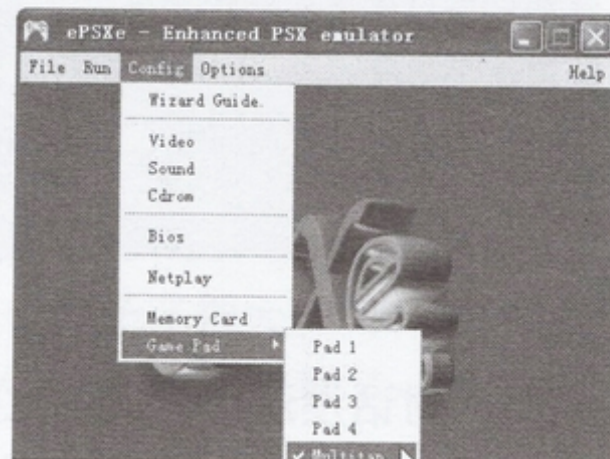 ePSXe - Enhanced PSX emulator
File Run Config Options Help
Wizard Guide.
Video
Sound
Cdrom
Bios
Netplay
Memory Card
Game Pad
Pad 1
Pad 2
Pad 3
Pad 4
Multitap